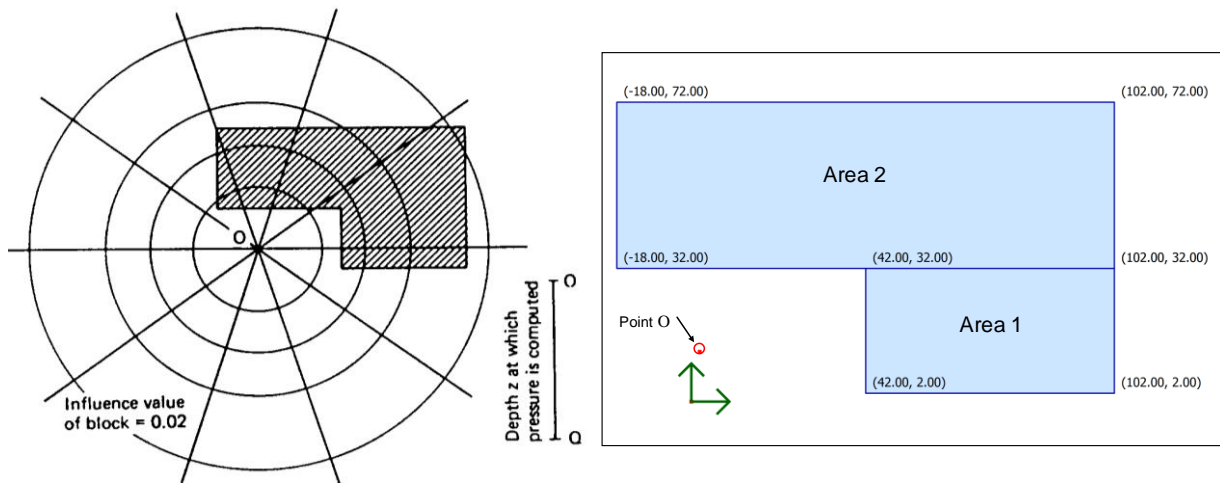 O
Influence value
of block = 0.02
Depth z at which
pressure is computed
O
Q
(-18.00, 72.00)
(102.00, 72.00)
Area 2
(-18.00, 32.00)
(42.00, 32.00)
(102.00, 32.00)
Point O
Area 1
(42.00, 2.00)
(102.00, 2.00)